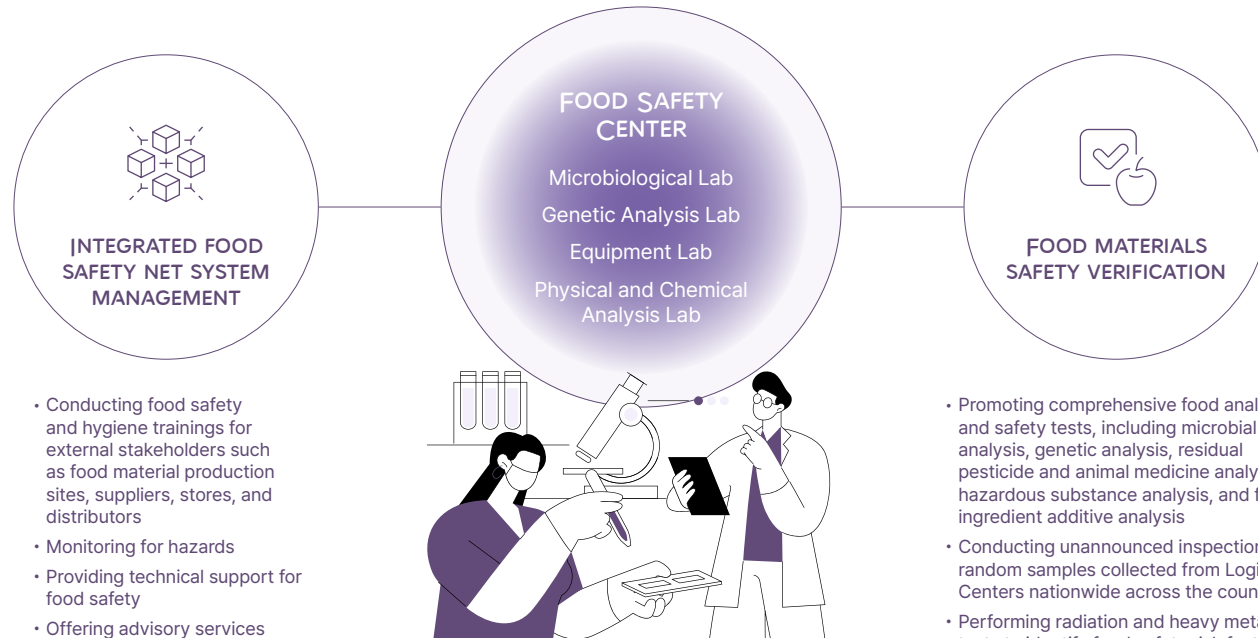 FOOD SAFETY
CENTER
Microbiological Lab
Genetic Analysis Lab
Equipment Lab
Physical and Chemical
Analysis Lab
INTEGRATED FOOD
SAFETY NET SYSTEM
MANAGEMENT
• Conducting food safety
and hygiene trainings for
external stakeholders such
as food material production
sites, suppliers, stores, and
distributors
• Monitoring for hazards
• Providing technical support for
food safety
• Offering advisory services
FOOD MATERIALS
SAFETY VERIFICATION
• Promoting comprehensive food
and safety tests, including microbial
analysis, genetic analysis, residual
pesticide and animal medicine
hazardous substance analysis, and
ingredient additive analysis
• Conducting unannounced
random samples collected from
Centers nationwide across the
• Performing radiation and heavy